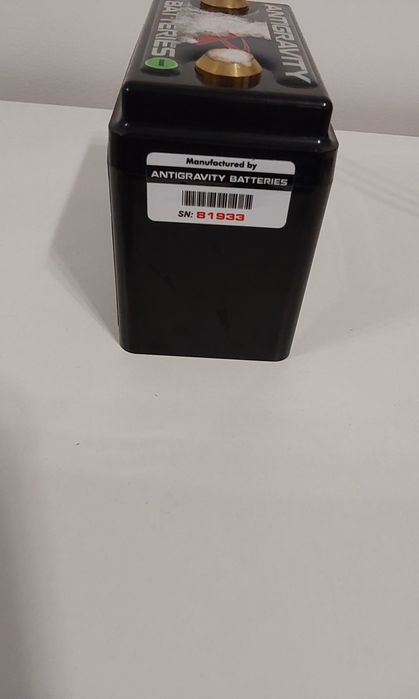 ANTIGRAVITY
BATTERIES
Manufactured by
ANTIGRAVITY BATTERIES
SN: 81933